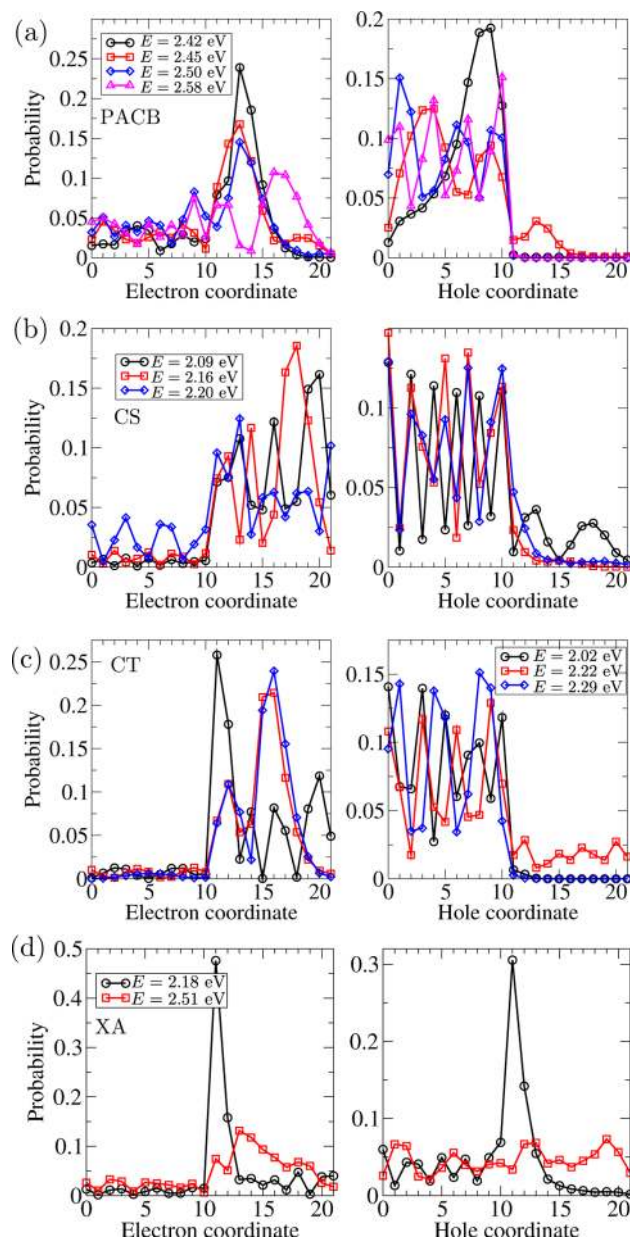 (a)
E = 2.42 eV
E = 2.45 eV
E = 2.50 eV
E = 2.58 eV
PACB
Probability
0.25
0.2
0.15
0.1
0.05
0
0 5 10 15 20
Electron coordinate
0.2
0.15
0.1
0.05
0
0 5 10 15 20
Hole coordinate
(b)
E = 2.09 eV
E = 2.16 eV
E = 2.20 eV
CS
Probability
0.2
0.15
0.1
0.05
0
0 5 10 15 20
Electron coordinate
0.1
0.05
0
0 5 10 15 20
Hole coordinate
(c)
CT
Probability
0.25
0.2
0.15
0.1
0.05
0
0 5 10 15 20
Electron coordinate
E = 2.02 eV
E = 2.22 eV
E = 2.29 eV
0.15
0.1
0.05
0
0 5 10 15 20
Hole coordinate
(d)
E = 2.18 eV
E = 2.51 eV
XA
Probability
0.5
0.4
0.3
0.2
0.1
0
0 5 10 15 20
Electron coordinate
0.3
0.2
0.1
0
0 5 10 15 20
Hole coordinate